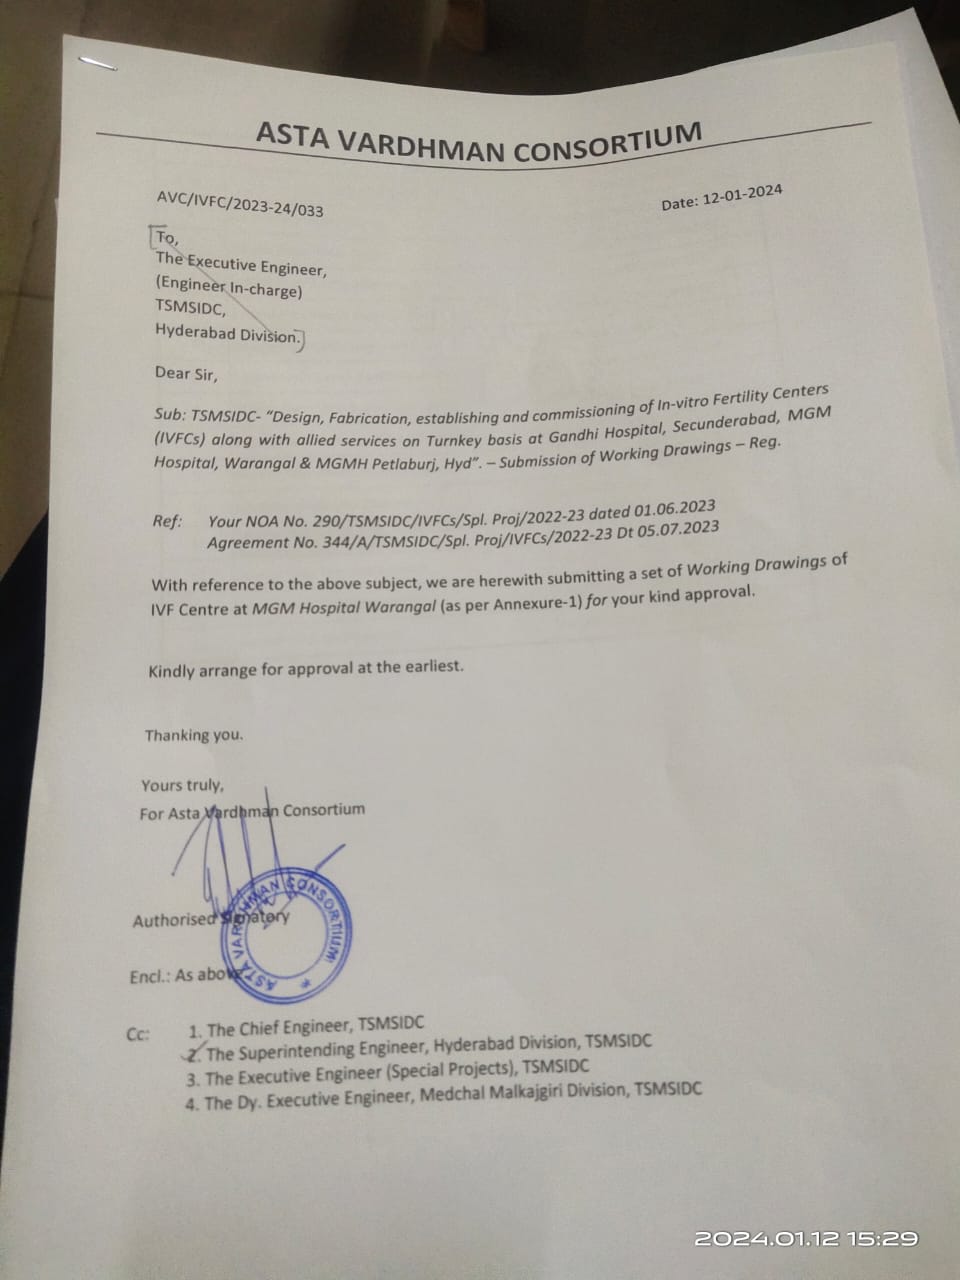 ASTA VARDHMAN CONSORTIUM
AVC/IVFC/2023-24/033
Date: 12-01-2024
To,
The Executive Engineer,
(Engineer In-charge)
TSMSIDC,
Hyderabad Division.
Dear Sir,
Sub: TSMSIDC- “Design, Fabrication, establishing and commissioning of In-vitro Fertility Centers
(IVFCs) along with allied services on Turnkey basis at Gandhi Hospital, Secunderabad, MGM
Hospital, Warangal & MGMH Petlaburj, Hyd”. – Submission of Working Drawings – Reg.
Ref: Your NOA No. 290/TSMSIDC/IVFCs/Spl. Proj/2022-23 dated 01.06.2023
Agreement No. 344/A/TSMSIDC/Spl. Proj/IVFCs/2022-23 Dt 05.07.2023
With reference to the above subject, we are herewith submitting a set of Working Drawings of
IVF Centre at MGM Hospital Warangal (as per Annexure-1) for your kind approval.
Kindly arrange for approval at the earliest.
Thanking you.
Yours truly,
For Asta Vardhman Consortium
Authorised Signatory
ASTA VARDHMAN CONSORTIUM *
Encl.: As above
Cc: 1. The Chief Engineer, TSMSIDC
2. The Superintending Engineer, Hyderabad Division, TSMSIDC
3. The Executive Engineer (Special Projects), TSMSIDC
4. The Dy. Executive Engineer, Medchal Malkajgiri Division, TSMSIDC
2024.01.12 15:29